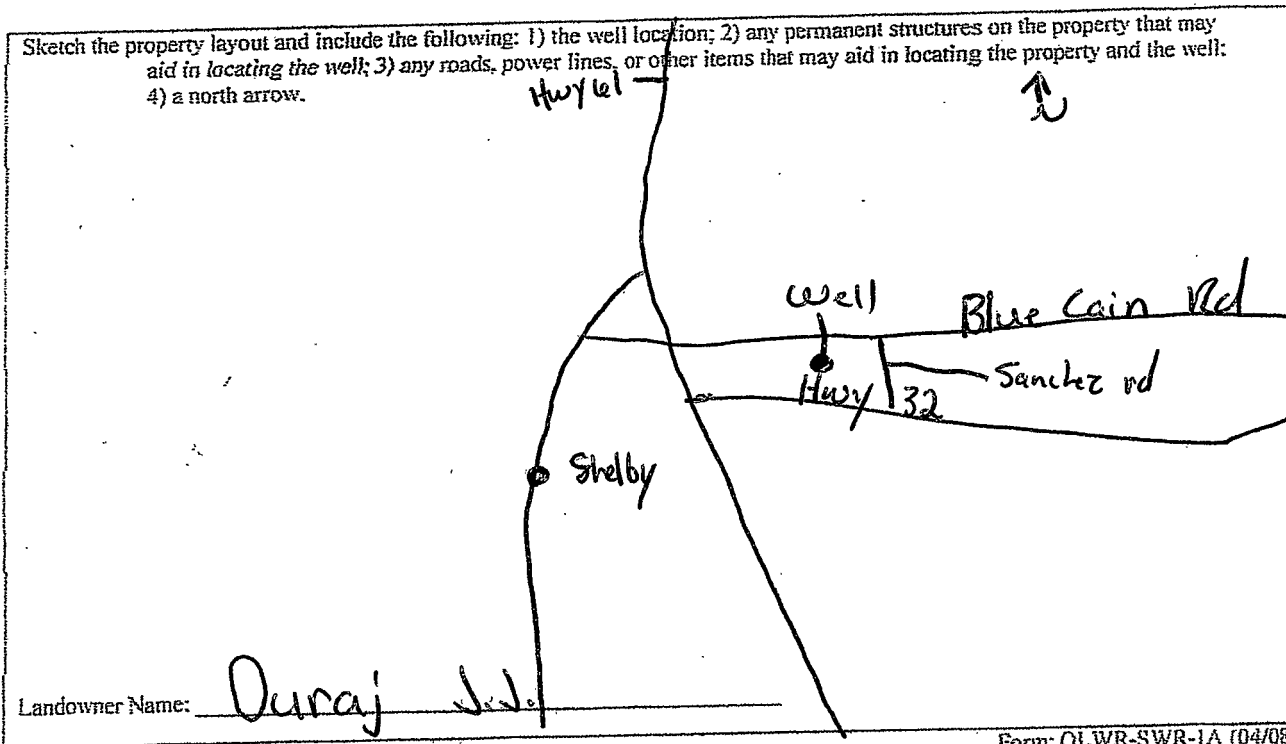 Sketch the property layout and include the following: 1) the well location; 2) any permanent structures on the property that may
aid in locating the well; 3) any roads, power lines, or other items that may aid in locating the property and the well;
4) a north arrow.
Hwy 61
N
Well
Blue Cain Rd
Sanchez rd
Hwy 32
Shelby
Landowner Name: Duraj J.J.
Form: OLWR-SWR-1A (04/08